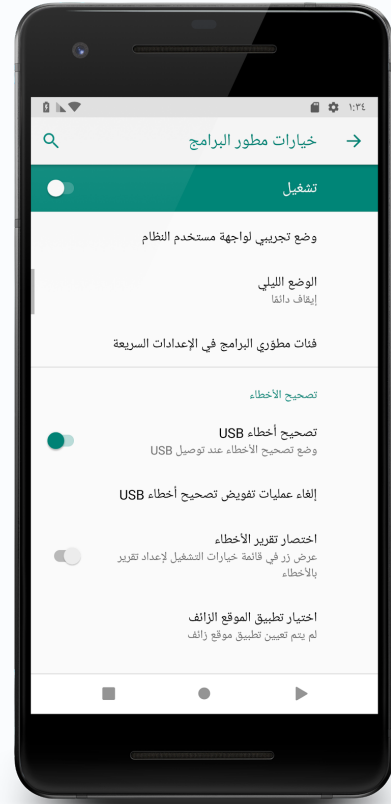 ١:٣٤
خيارات مطور البرامج
تشغيل
وضع تجريبي لواجهة مستخدم النظام
الوضع الليلي
إيقاف دائمًا
فئات مطوّري البرامج في الإعدادات السريعة
تصحيح الأخطاء
تصحيح أخطاء USB
وضع تصحيح الأخطاء عند توصيل USB
إلغاء عمليات تفويض تصحيح أخطاء USB
اختصار تقرير الأخطاء
عرض زر في قائمة خيارات التشغيل لإعداد تقرير
بالأخطاء
اختيار تطبيق الموقع الزائف
لم يتم تعيين تطبيق موقع زائف